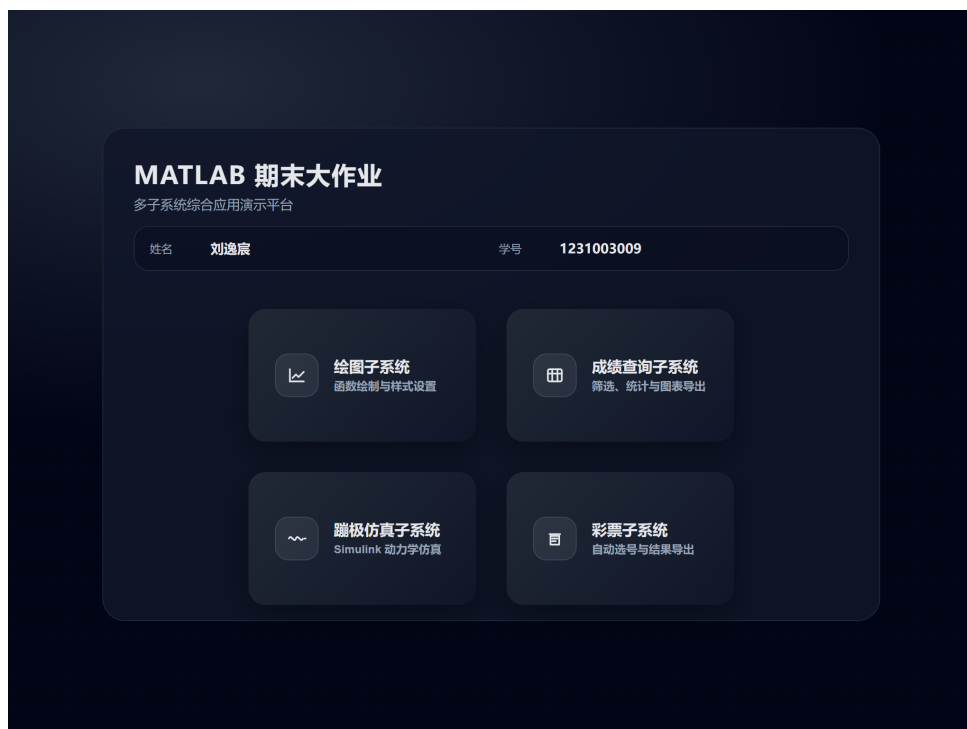 MATLAB 期末大作业
多子系统综合应用演示平台
姓名 刘逸宸 学号 1231003009
绘图子系统
函数绘制与样式设置
成绩查询子系统
筛选、统计与图表导出
蹦极仿真子系统
Simulink 动力学仿真
彩票子系统
自动选号与结果导出